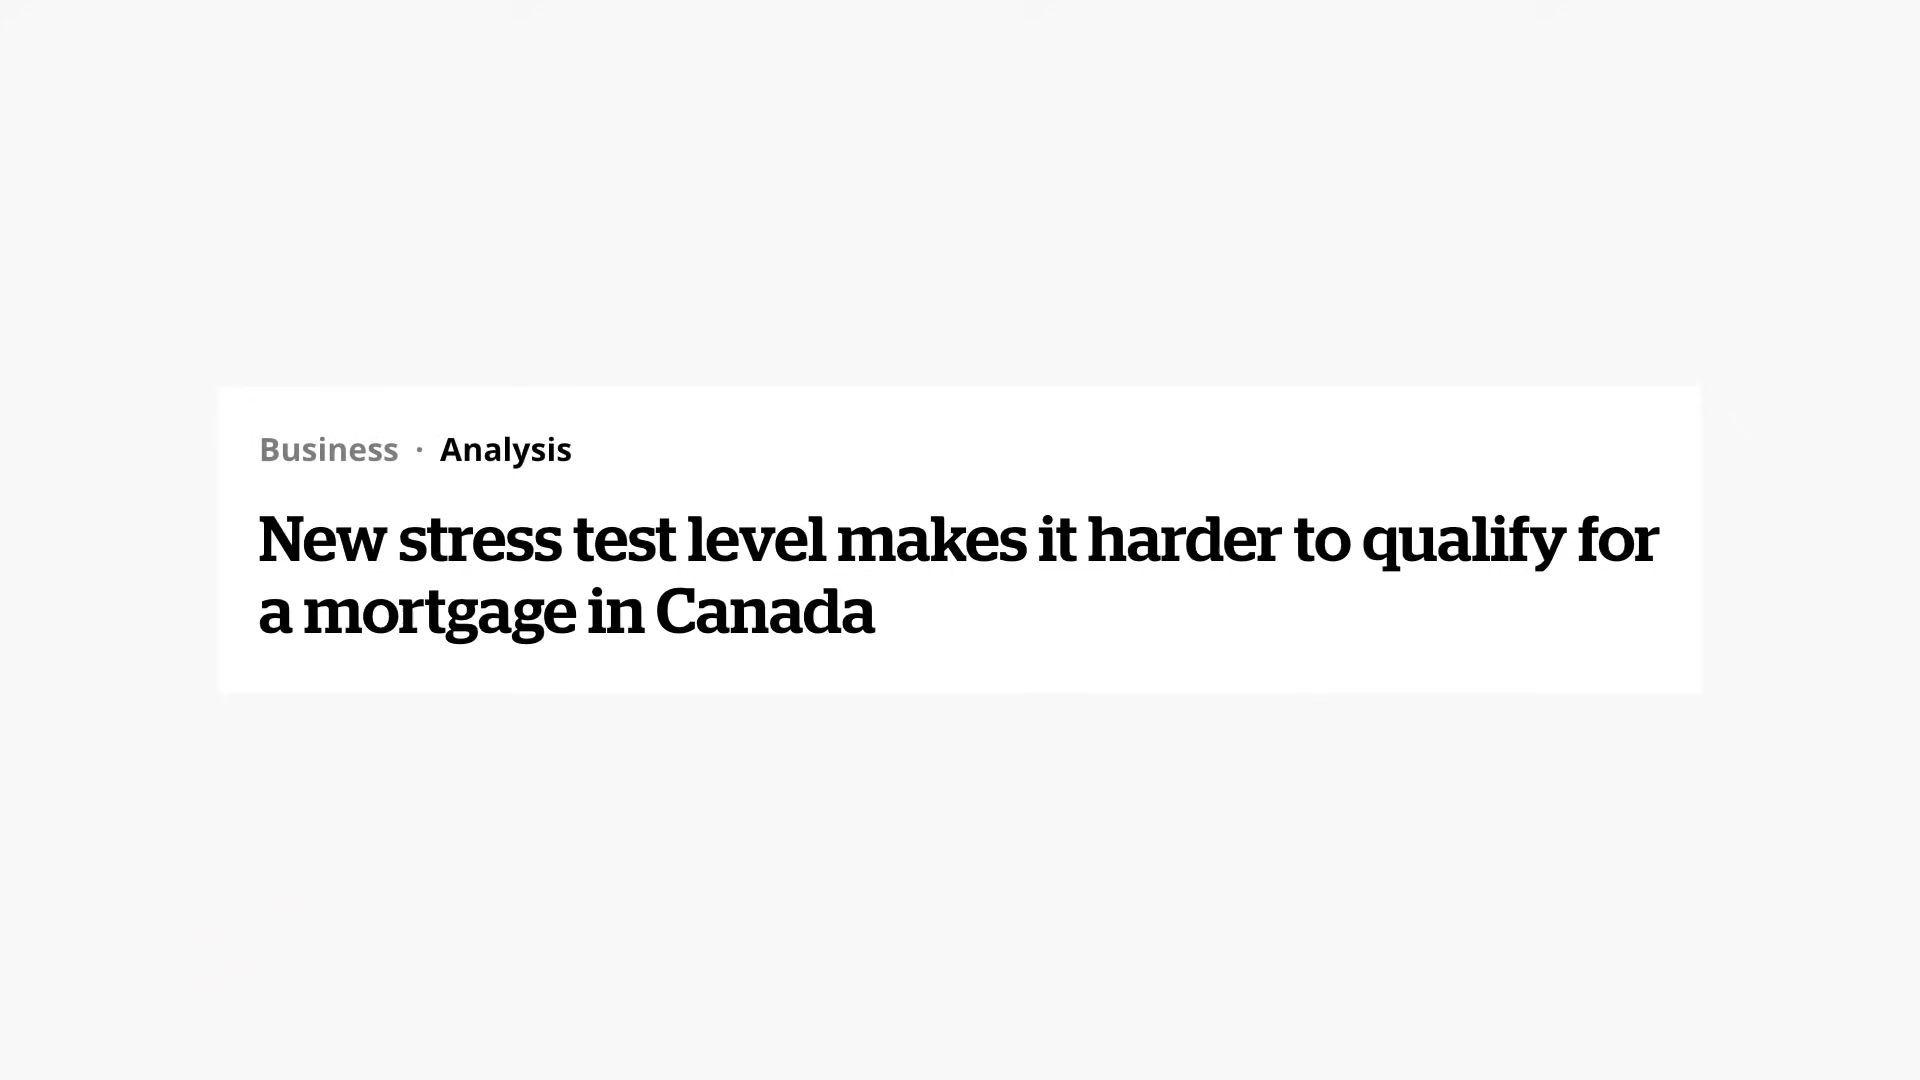 Business · Analysis
New stress test level makes it harder to qualify for
a mortgage in Canada